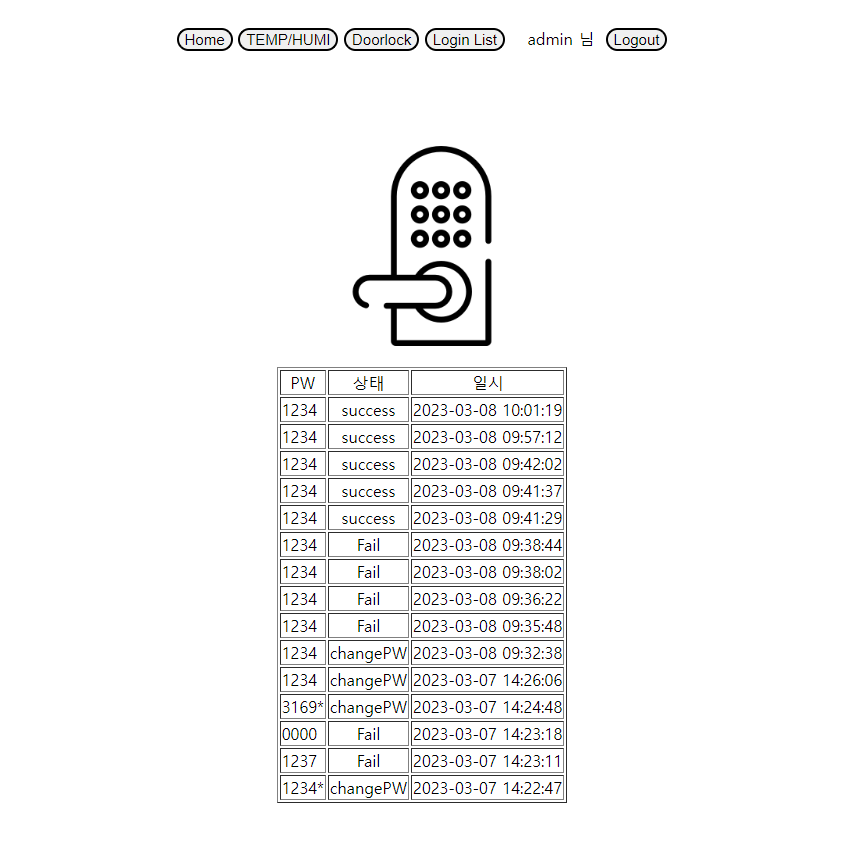 Home TEMP/HUMI Doorlock Login List admin 님 Logout
PW 상태 일시
1234 success 2023-03-08 10:01:19
1234 success 2023-03-08 09:57:12
1234 success 2023-03-08 09:42:02
1234 success 2023-03-08 09:41:37
1234 success 2023-03-08 09:41:29
1234 Fail 2023-03-08 09:38:44
1234 Fail 2023-03-08 09:38:02
1234 Fail 2023-03-08 09:36:22
1234 Fail 2023-03-08 09:35:48
1234 changePW 2023-03-08 09:32:38
1234 changePW 2023-03-07 14:26:06
3169* changePW 2023-03-07 14:24:48
0000 Fail 2023-03-07 14:23:18
1237 Fail 2023-03-07 14:23:11
1234* changePW 2023-03-07 14:22:47